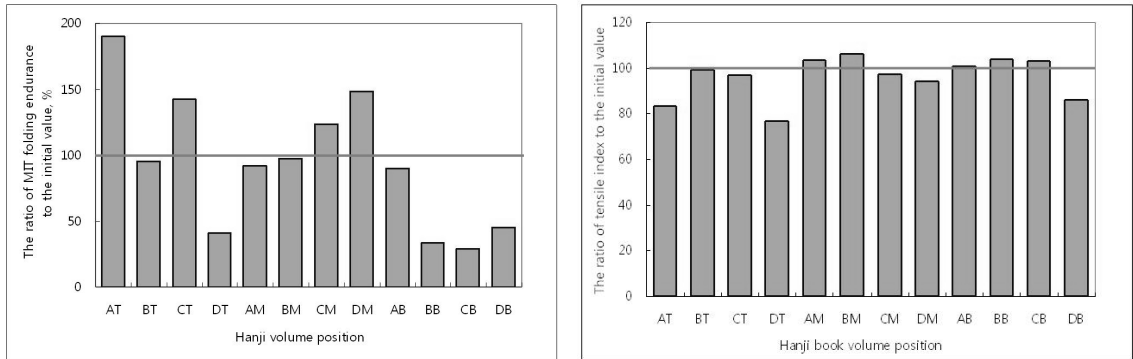 The ratio of MIT folding endurance
to the initial value, %
200
150
100
50
0
AT BT CT DT AM BM CM DM AB BB CB DB
Hanji volume position
The ratio of tensile index to the initial value
120
100
80
60
40
20
0
AT BT CT DT AM BM CM DM AB BB CB DB
Hanji book volume position